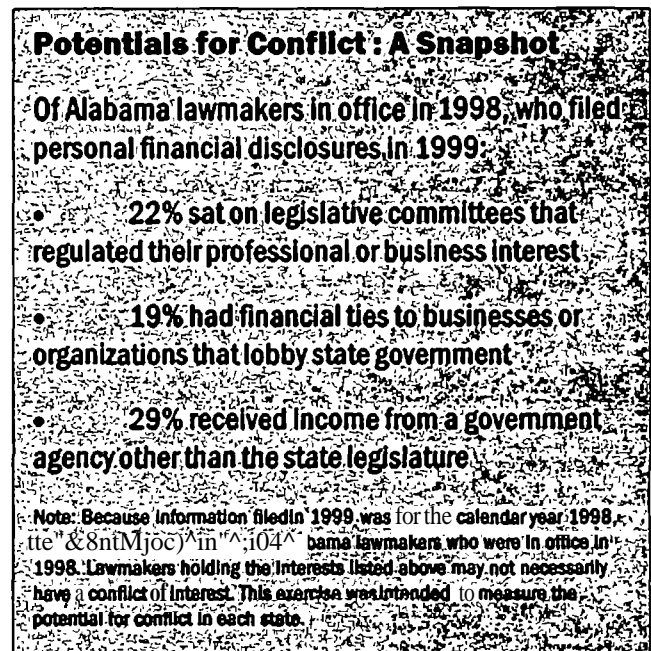 Potentials for Conflict : A Snapshot
Of Alabama lawmakers in office in 1998, who filed
personal financial disclosures in 1999:
• 22% sat on legislative committees that
regulated their professional or business interest
• 19% had financial ties to businesses or
organizations that lobby state government
• 29% received income from a government
agency other than the state legislature
Note: Because information filed in 1999 was for the calendar year 1998,
bama lawmakers who were in office in
1998. Lawmakers holding the interests listed above may not necessarily
have a conflict of interest. This exercise was intended to measure the
potential for conflict in each state.